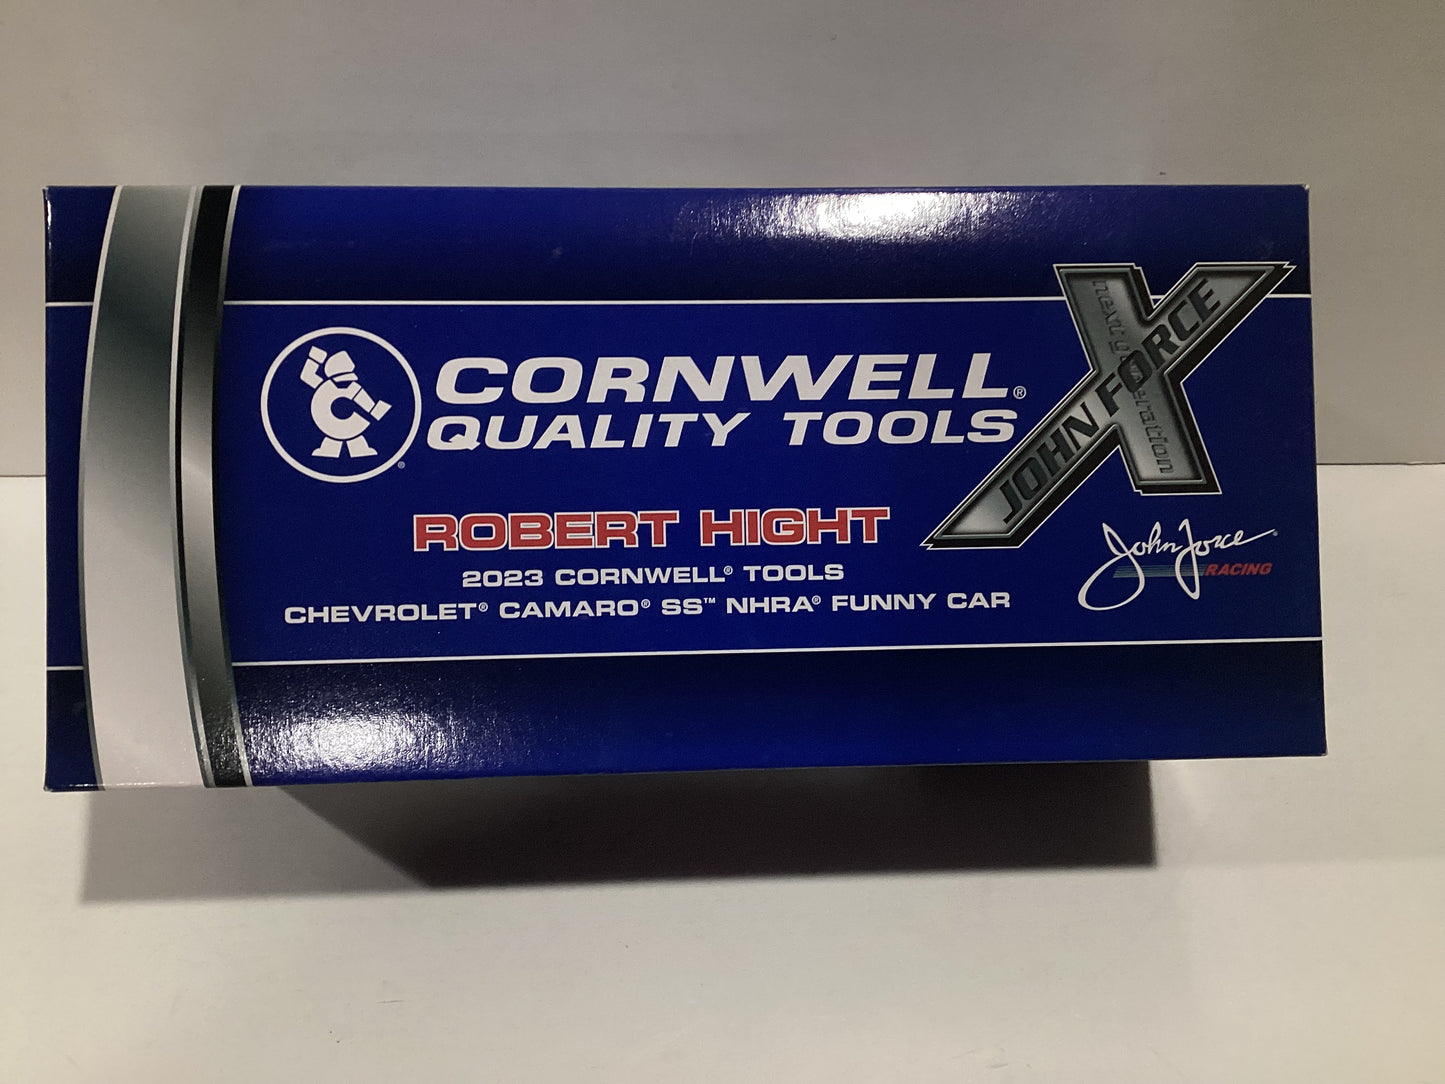 CORNWELL®
QUALITY TOOLS
®
JOHN FORCE
next generation
ROBERT HIGHT
2023 CORNWELL® TOOLS
CHEVROLET® CAMARO® SS™ NHRA® FUNNY CAR
John Force®
RACING